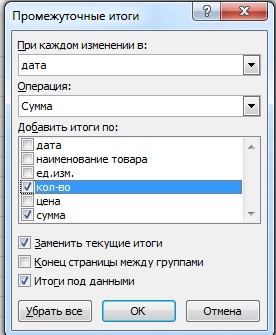 Промежуточные итоги
При каждом изменении в:
дата
Операция:
Сумма
Добавить итоги по:
дата
наименование товара
ед.изм.
кол-во
цена
сумма
Заменить текущие итоги
Конец страницы между группами
Итоги под данными
Убрать все ОК Отмена